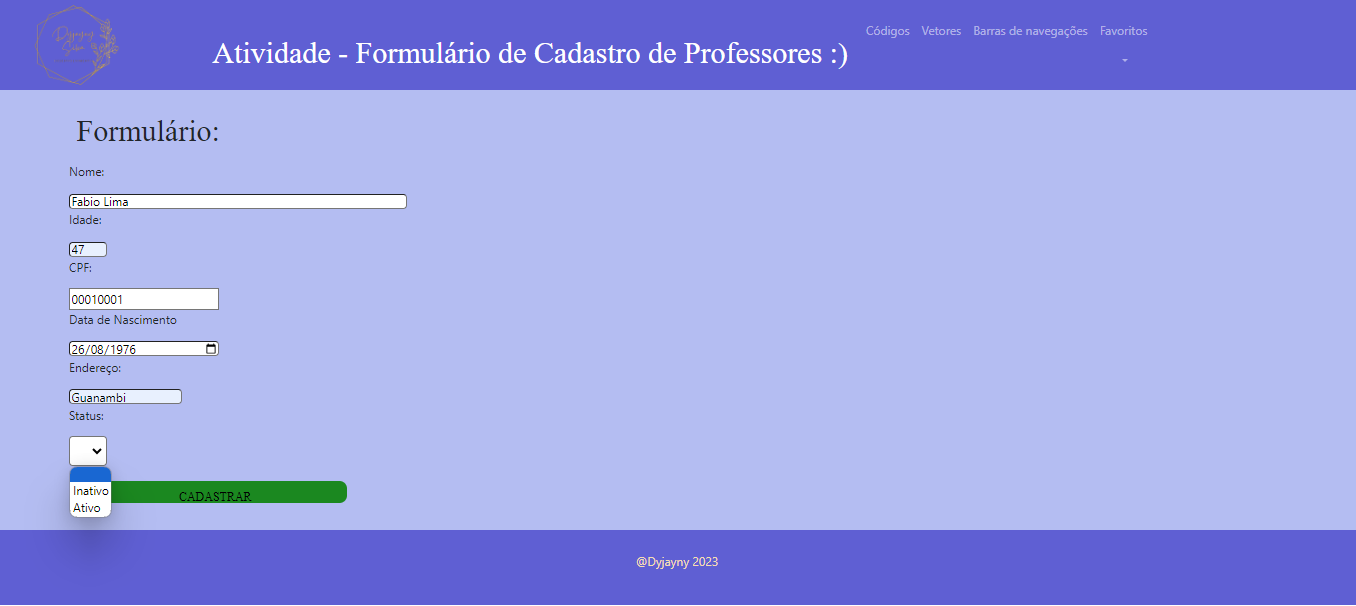 Dyjayny
Atividade - Formulário de Cadastro de Professores :)
Códigos Vetores Barras de navegações Favoritos
Formulário:
Nome:
Fabio Lima
Idade:
47
CPF:
00010001
Data de Nascimento
26/08/1976
Endereço:
Guanambi
Status:
Inativo
Ativo
CADASTRAR
@Dyjayny 2023